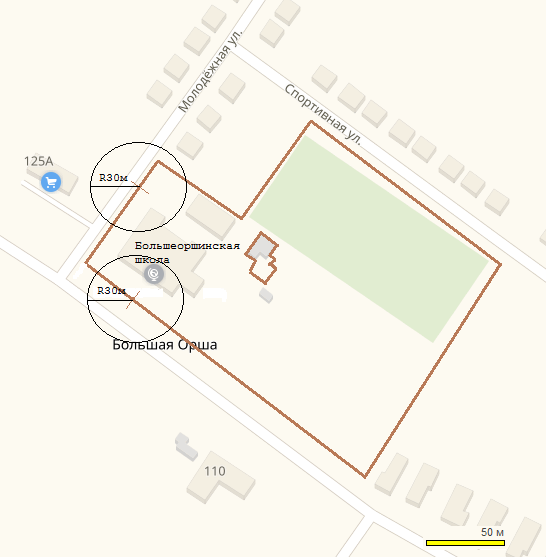 Молодежная ул.
Спортивная ул.
125А
R30м
Большеоршинская
школа
R30м
Большая Орша
110
50 м